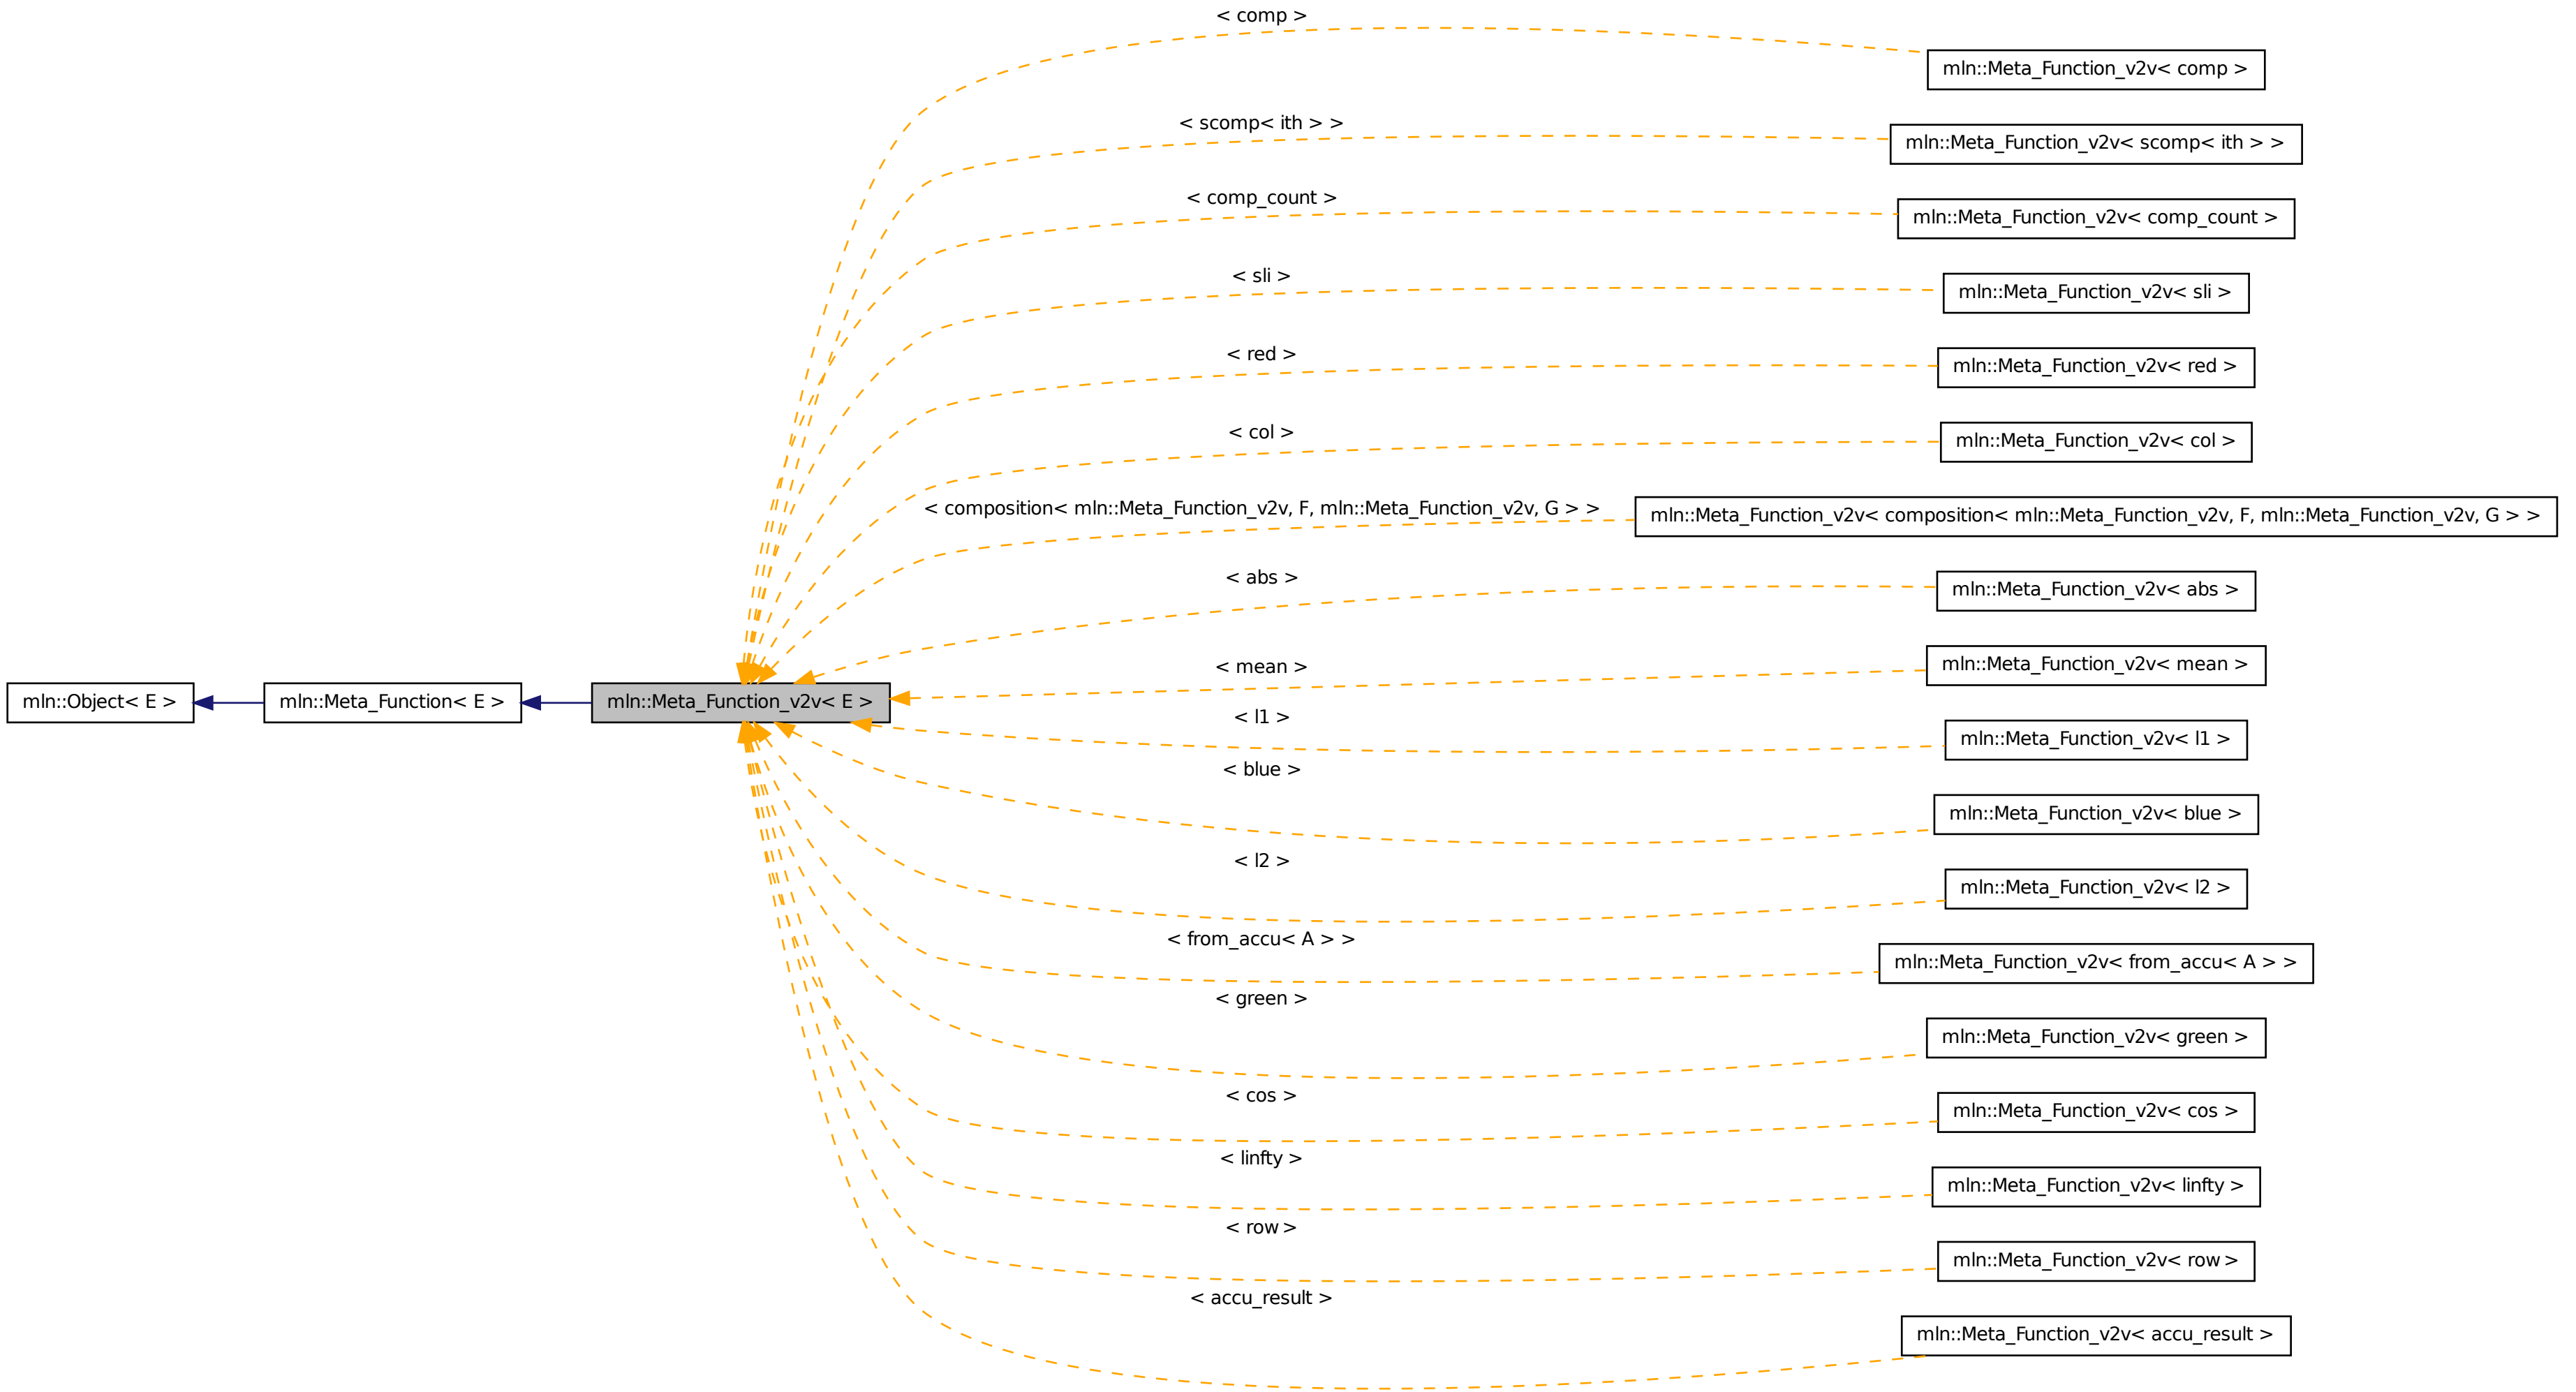 mln::Object< E >
mln::Meta_Function< E >
mln::Meta_Function_v2v< E >
< comp >
mln::Meta_Function_v2v< comp >
< scomp< ith > >
mln::Meta_Function_v2v< scomp< ith > >
< comp_count >
mln::Meta_Function_v2v< comp_count >
< sli >
mln::Meta_Function_v2v< sli >
< red >
mln::Meta_Function_v2v< red >
< col >
mln::Meta_Function_v2v< col >
< composition< mln::Meta_Function_v2v, F, mln::Meta_Function_v2v, G > >
mln::Meta_Function_v2v< composition< mln::Meta_Function_v2v, F, mln::Meta_Function_v2v, G > >
< abs >
mln::Meta_Function_v2v< abs >
< mean >
mln::Meta_Function_v2v< mean >
< l1 >
mln::Meta_Function_v2v< l1 >
< blue >
mln::Meta_Function_v2v< blue >
< l2 >
mln::Meta_Function_v2v< l2 >
< from_accu< A > >
mln::Meta_Function_v2v< from_accu< A > >
< green >
mln::Meta_Function_v2v< green >
< cos >
mln::Meta_Function_v2v< cos >
< linfty >
mln::Meta_Function_v2v< linfty >
< row >
mln::Meta_Function_v2v< row >
< accu_result >
mln::Meta_Function_v2v< accu_result >